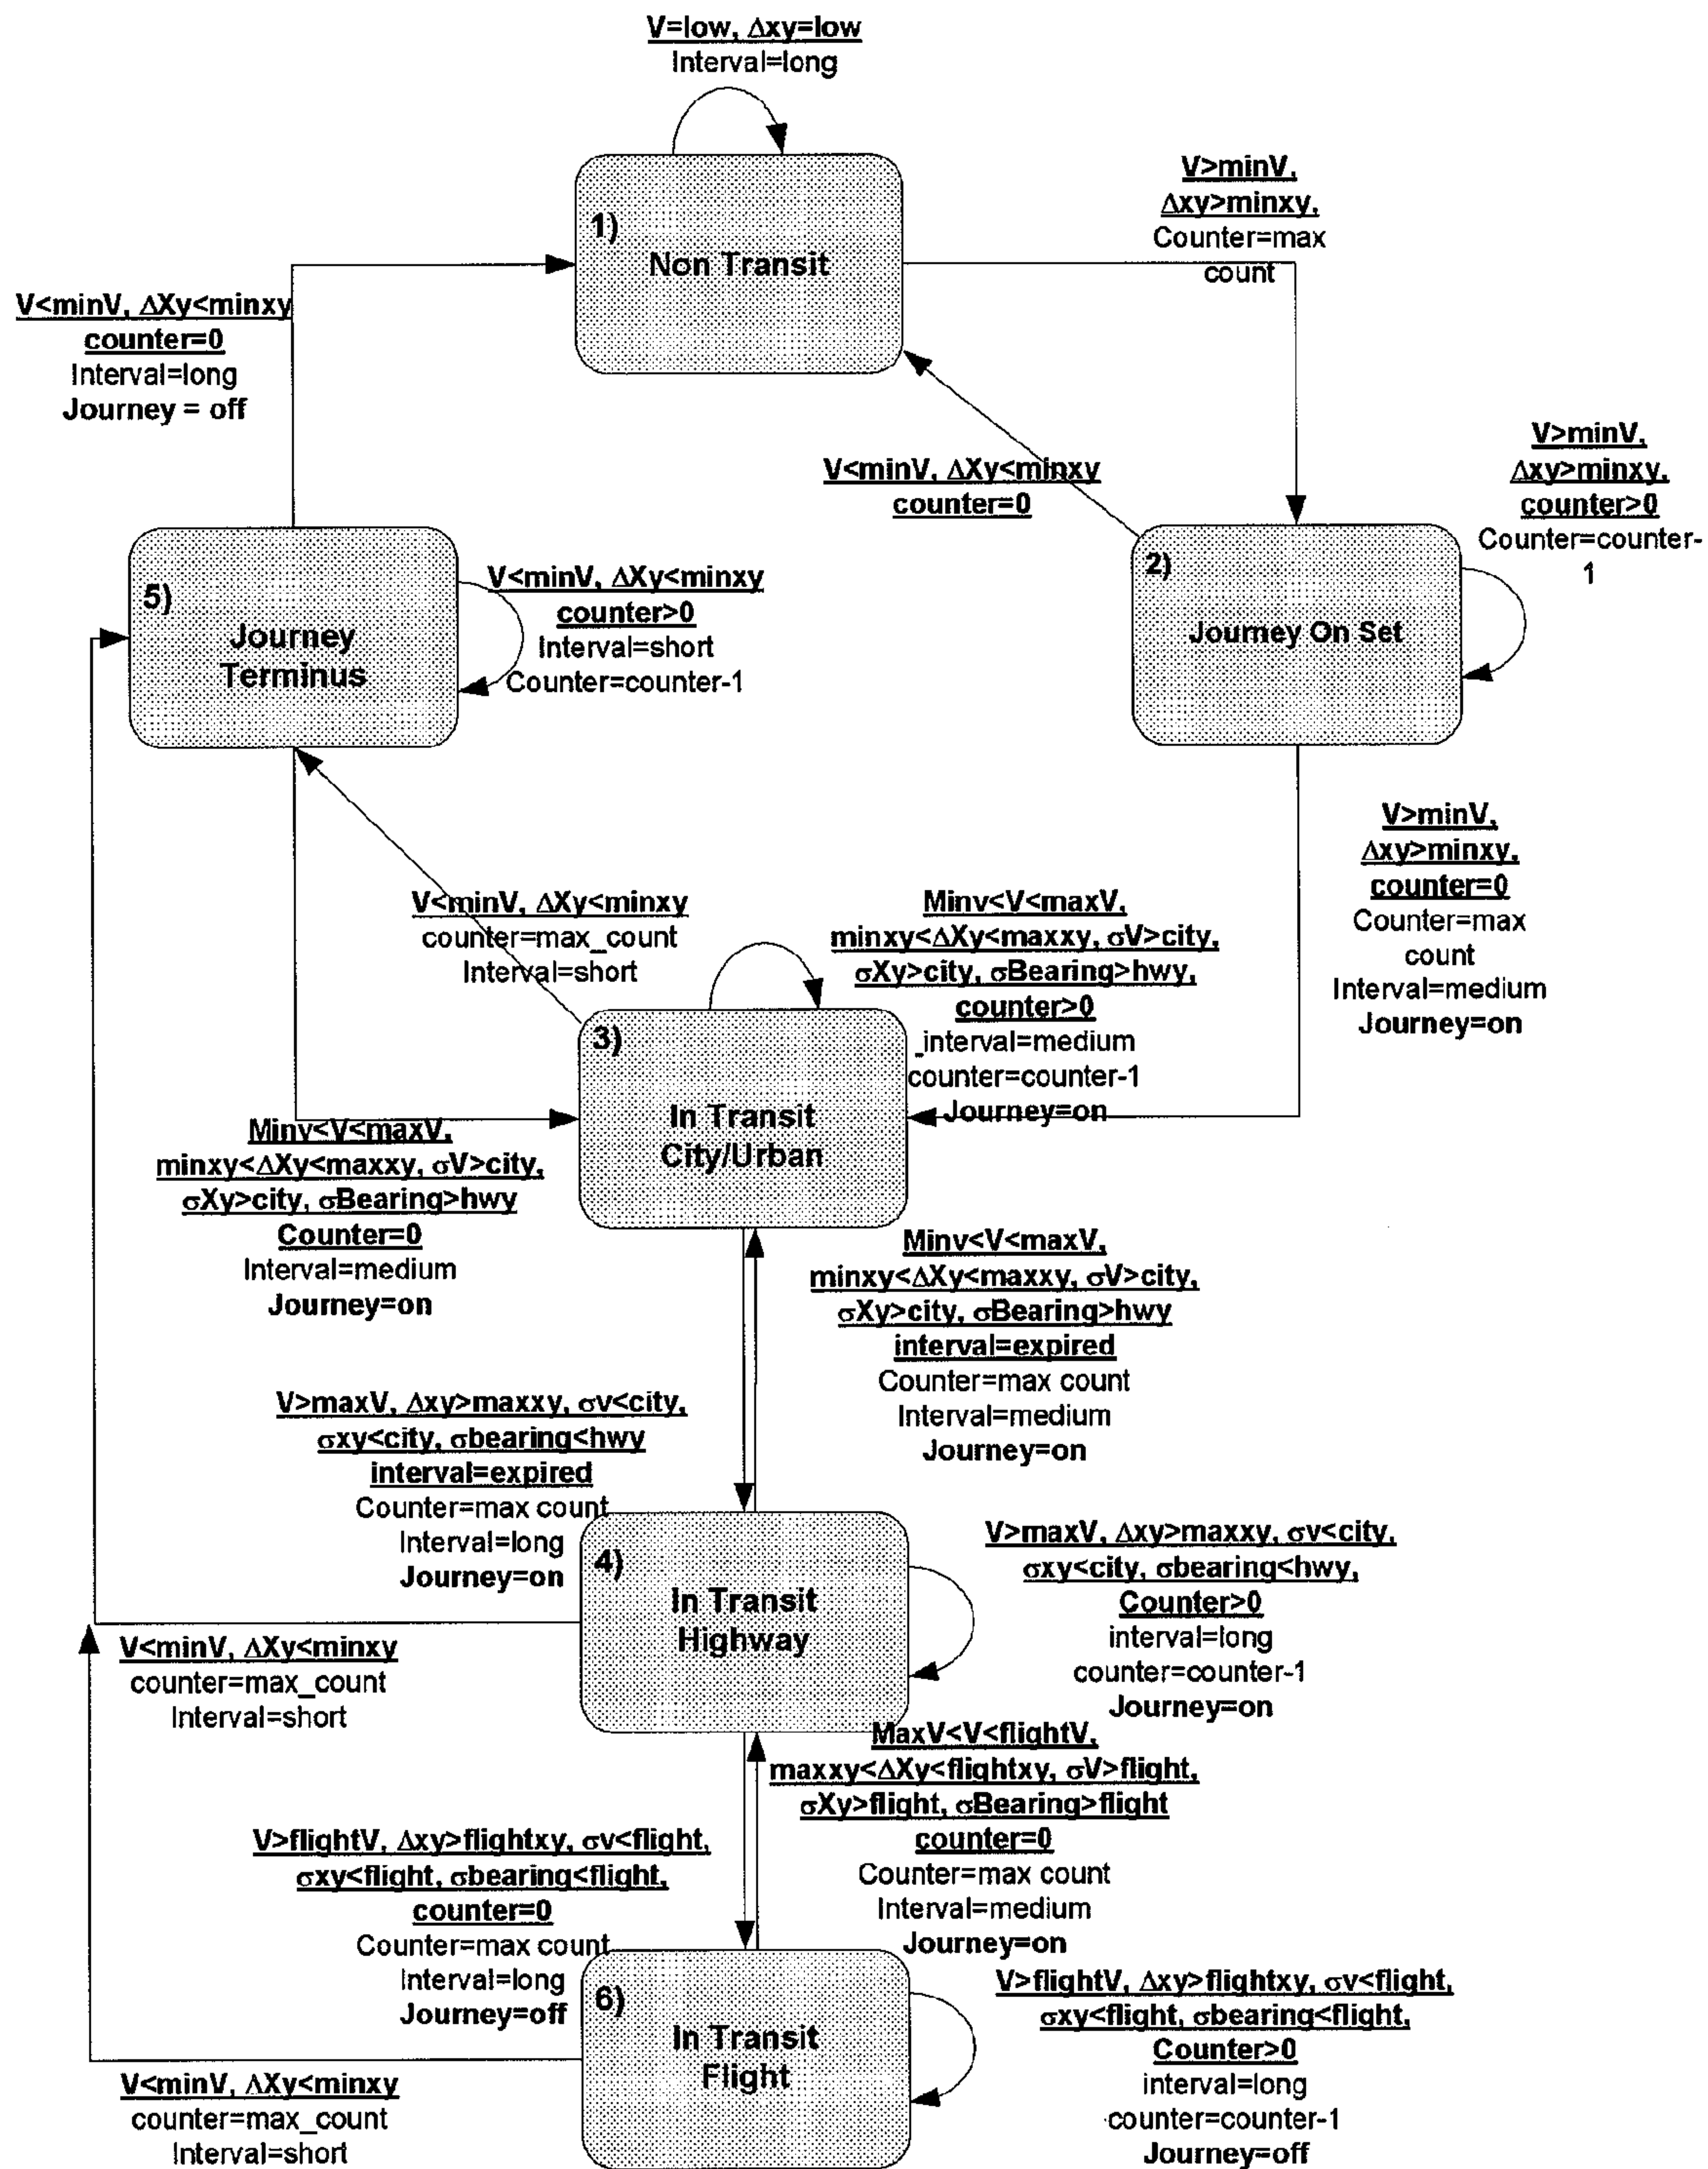 V=low, Δxy=low
Interval=long
1)
Non Transit
V>minV,
Δxy>minxy,
Counter=max
count
V<minV, ΔXy<minxy
counter=0
Interval=long
Journey = off
V<minV, ΔXy<minxy
counter=0
V>minV,
Δxy>minxy,
counter>0
Counter=counter-
1
2)
Journey On Set
5)
Journey
Terminus
V<minV, ΔXy<minxy
counter>0
Interval=short
Counter=counter-1
V>minV,
Δxy>minxy,
counter=0
Counter=max
count
Interval=medium
Journey=on
V<minV, ΔXy<minxy
counter=max_count
Interval=short
Minv<V<maxV,
minxy<ΔXy<maxxy, σV>city,
σXy>city, σBearing>hwy,
counter>0
_interval=medium
counter=counter-1
Journey=on
3)
In Transit
City/Urban
Minv<V<maxV,
minxy<ΔXy<maxxy, σV>city,
σXy>city, σBearing>hwy
Counter=0
Interval=medium
Journey=on
Minv<V<maxV,
minxy<ΔXy<maxxy, σV>city,
σXy>city, σBearing>hwy
interval=expired
Counter=max count
Interval=medium
Journey=on
V>maxV, Δxy>maxxy, σv<city,
σxy<city, σbearing<hwy
interval=expired
Counter=max count
Interval=long
Journey=on
4)
In Transit
Highway
V>maxV, Δxy>maxxy, σv<city,
σxy<city, σbearing<hwy,
Counter>0
interval=long
counter=counter-1
Journey=on
V<minV, ΔXy<minxy
counter=max_count
Interval=short
MaxV<V<flightV,
maxxy<ΔXy<flightxy, σV>flight,
σXy>flight, σBearing>flight
counter=0
Counter=max count
Interval=medium
Journey=on
V>flightV, Δxy>flightxy, σv<flight,
σxy<flight, σbearing<flight,
counter=0
Counter=max count
Interval=long
Journey=off
6)
In Transit
Flight
V>flightV, Δxy>flightxy, σv<flight,
σxy<flight, σbearing<flight,
Counter>0
interval=long
counter=counter-1
Journey=off
V<minV, ΔXy<minxy
counter=max_count
Interval=short